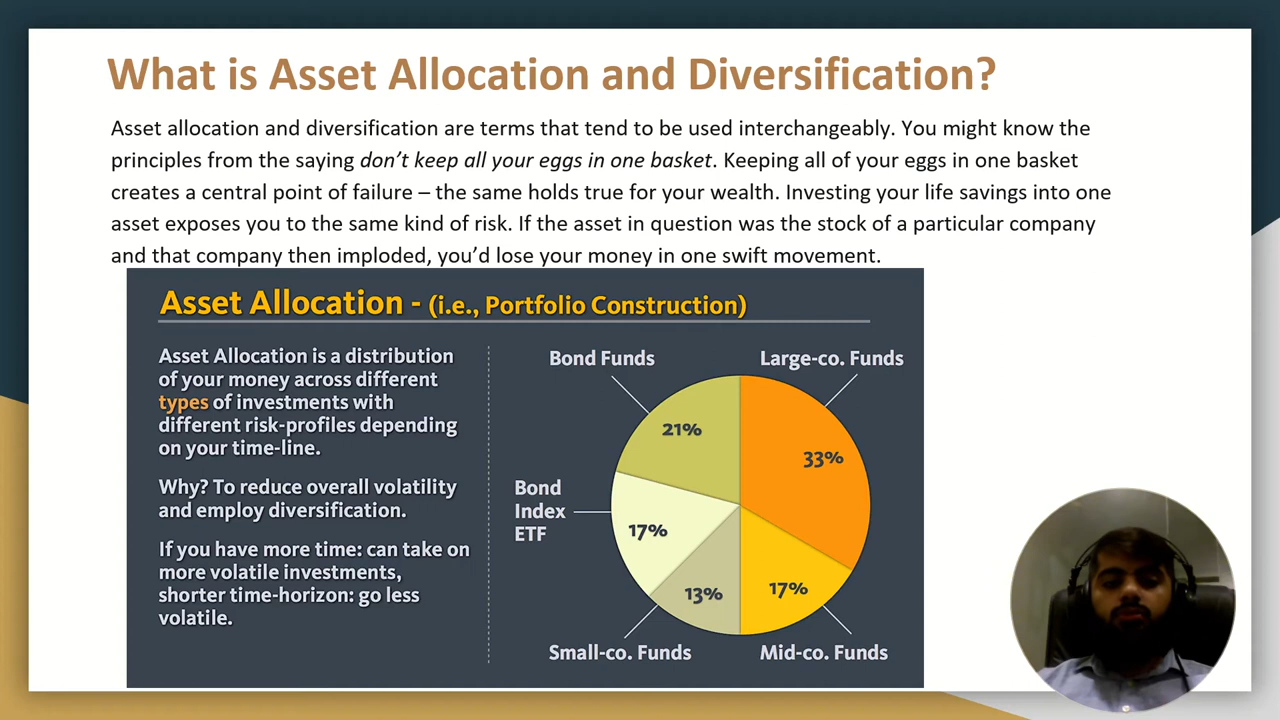 What is Asset Allocation and Diversification?
Asset allocation and diversification are terms that tend to be used interchangeably. You might know the
principles from the saying don't keep all your eggs in one basket. Keeping all of your eggs in one basket
creates a central point of failure – the same holds true for your wealth. Investing your life savings into one
asset exposes you to the same kind of risk. If the asset in question was the stock of a particular company
and that company then imploded, you'd lose your money in one swift movement.
Asset Allocation - (i.e., Portfolio Construction)
Asset Allocation is a distribution
of your money across different
types of investments with
different risk-profiles depending
on your time-line.
Why? To reduce overall volatility
and employ diversification.
If you have more time: can take on
more volatile investments,
shorter time-horizon: go less
volatile.
Bond Funds
Large-co. Funds
21%
33%
Bond
Index
ETF
17%
13%
17%
Small-co. Funds
Mid-co. Funds